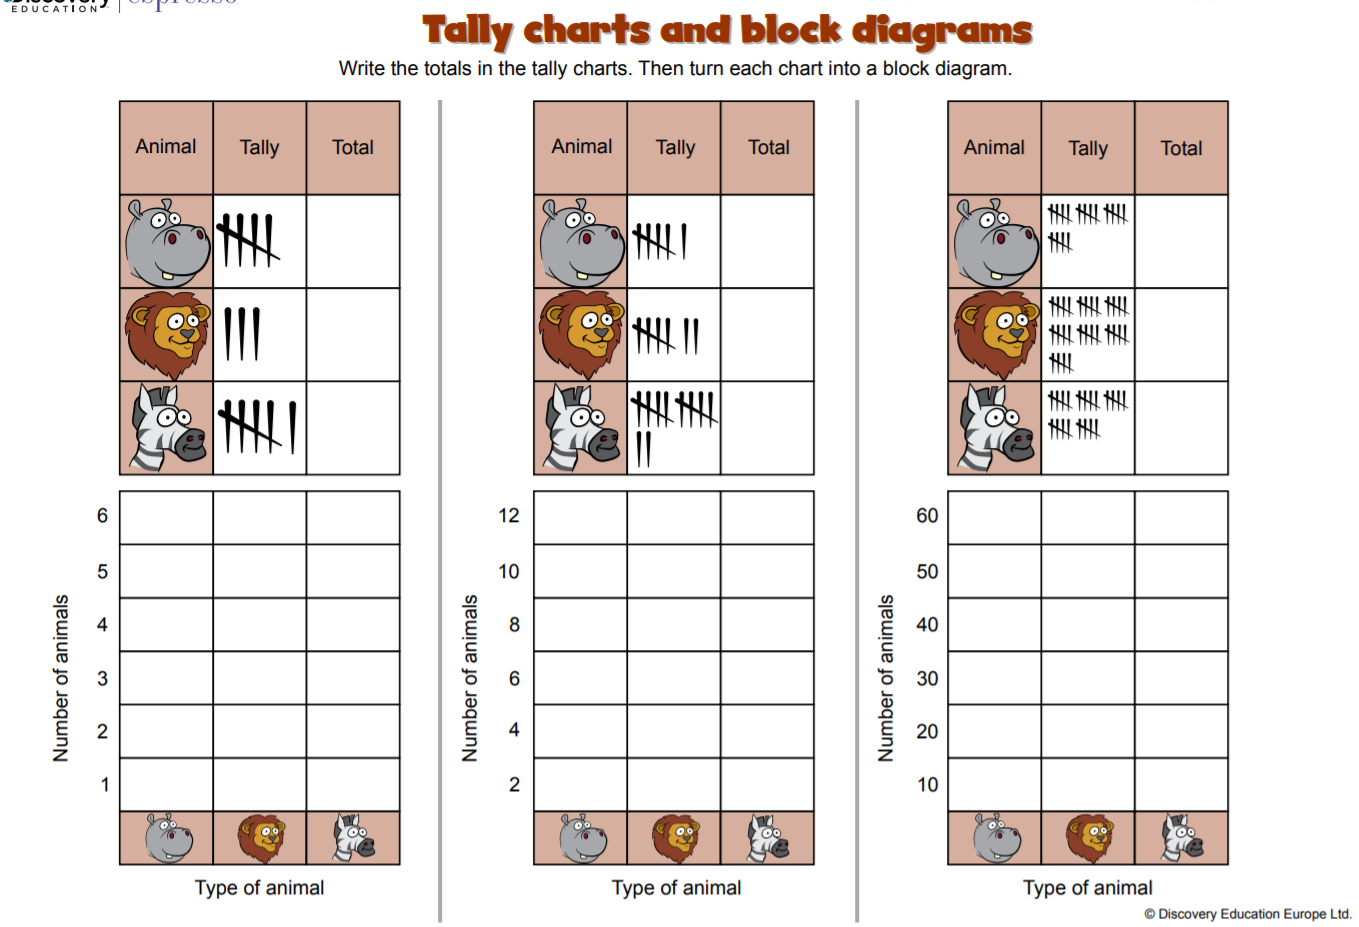 Discovery espresso
EDUCATION
Tally charts and block diagrams
Write the totals in the tally charts. Then turn each chart into a block diagram.
Animal Tally Total
Animal Tally Total
Animal Tally Total
Number of animals
6
5
4
3
2
1
Type of animal
Number of animals
12
10
8
6
4
2
Type of animal
Number of animals
60
50
40
30
20
10
Type of animal
© Discovery Education Europe Ltd.